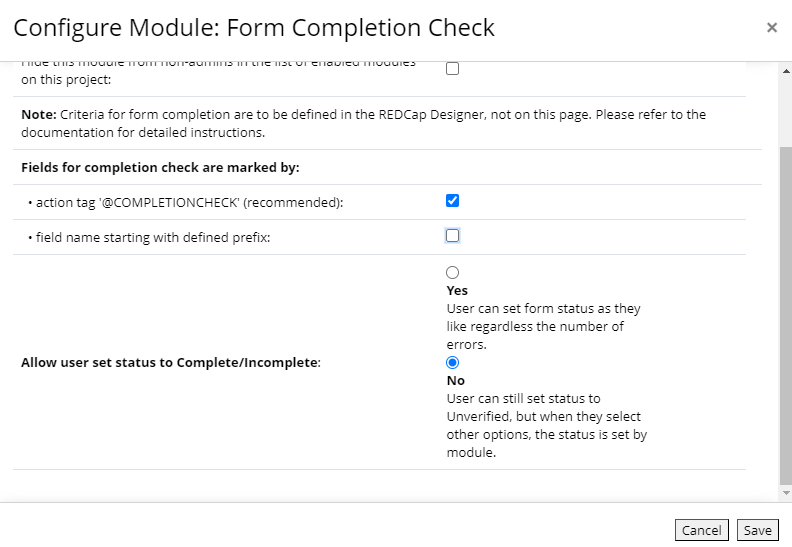 Configure Module: Form Completion Check
×
Hide this module from non-admins in the list of enabled modules
on this project:
Note: Criteria for form completion are to be defined in the REDCap Designer, not on this page. Please refer to the
documentation for detailed instructions.
Fields for completion check are marked by:
• action tag '@COMPLETIONCHECK' (recommended):
• field name starting with defined prefix:
Allow user set status to Complete/Incomplete:
Yes
User can set form status as they
like regardless the number of
errors.
No
User can still set status to
Unverified, but when they select
other options, the status is set by
module.
Cancel
Save